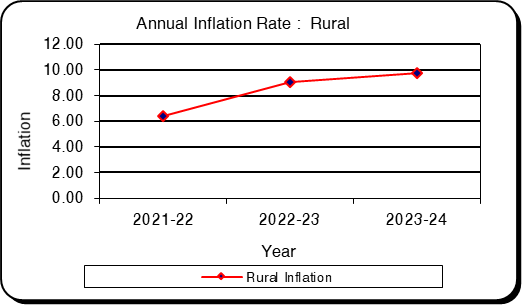 Annual Inflation Rate : Rural
12.00
10.00
8.00
6.00
4.00
2.00
0.00
Inflation
2021-22 2022-23 2023-24
Year
Rural Inflation